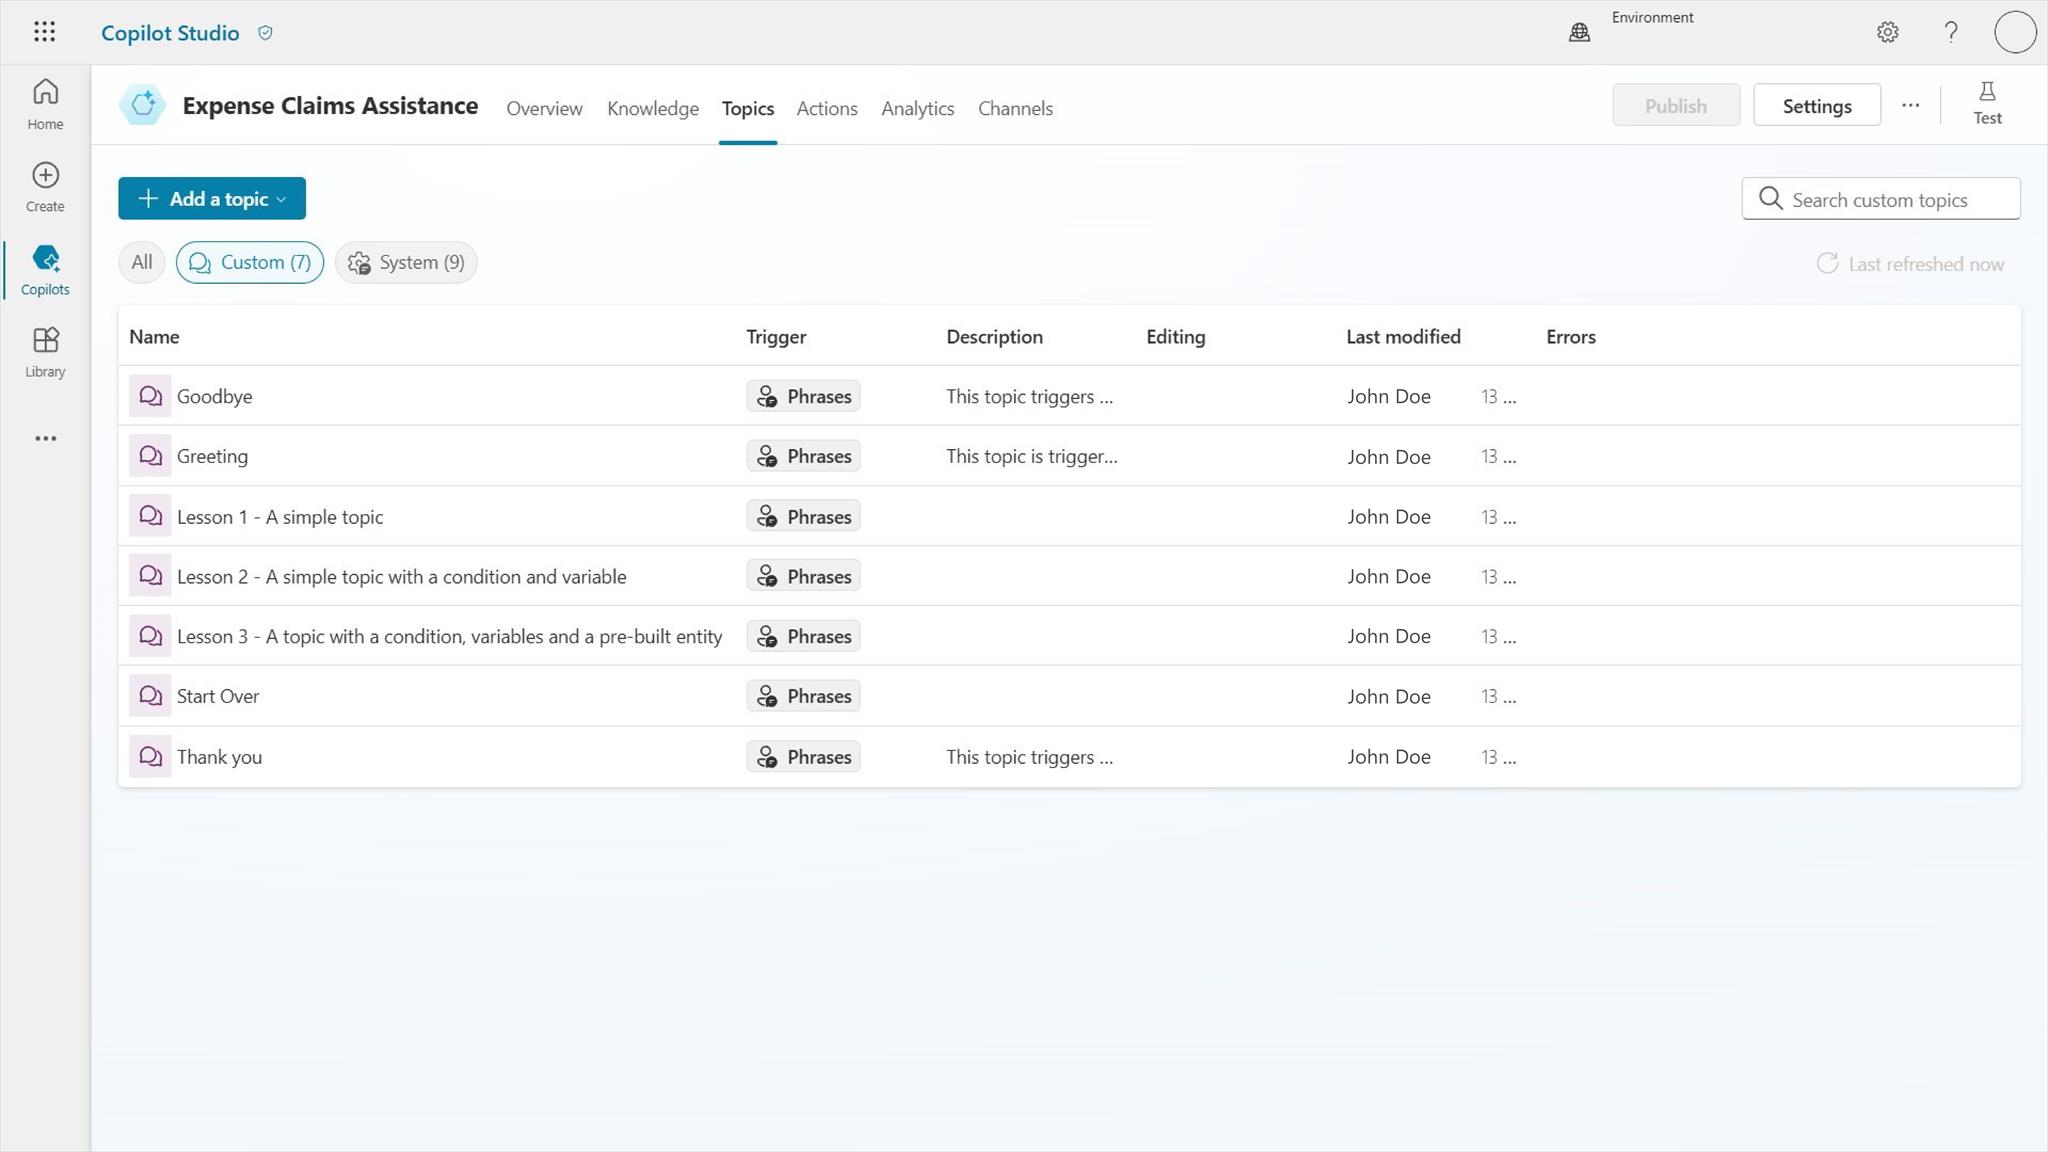 Copilot Studio
Environment
Home
Create
Copilots
Library
Expense Claims Assistance
Overview
Knowledge
Topics
Actions
Analytics
Channels
Publish
Settings
Test
Add a topic
Search custom topics
All
Custom (7)
System (9)
Last refreshed now
Name Trigger Description Editing Last modified Errors
Goodbye Phrases This topic triggers ... John Doe 13 ...
Greeting Phrases This topic is trigger... John Doe 13 ...
Lesson 1 - A simple topic Phrases John Doe 13 ...
Lesson 2 - A simple topic with a condition and variable Phrases John Doe 13 ...
Lesson 3 - A topic with a condition, variables and a pre-built entity Phrases John Doe 13 ...
Start Over Phrases John Doe 13 ...
Thank you Phrases This topic triggers ... John Doe 13 ...